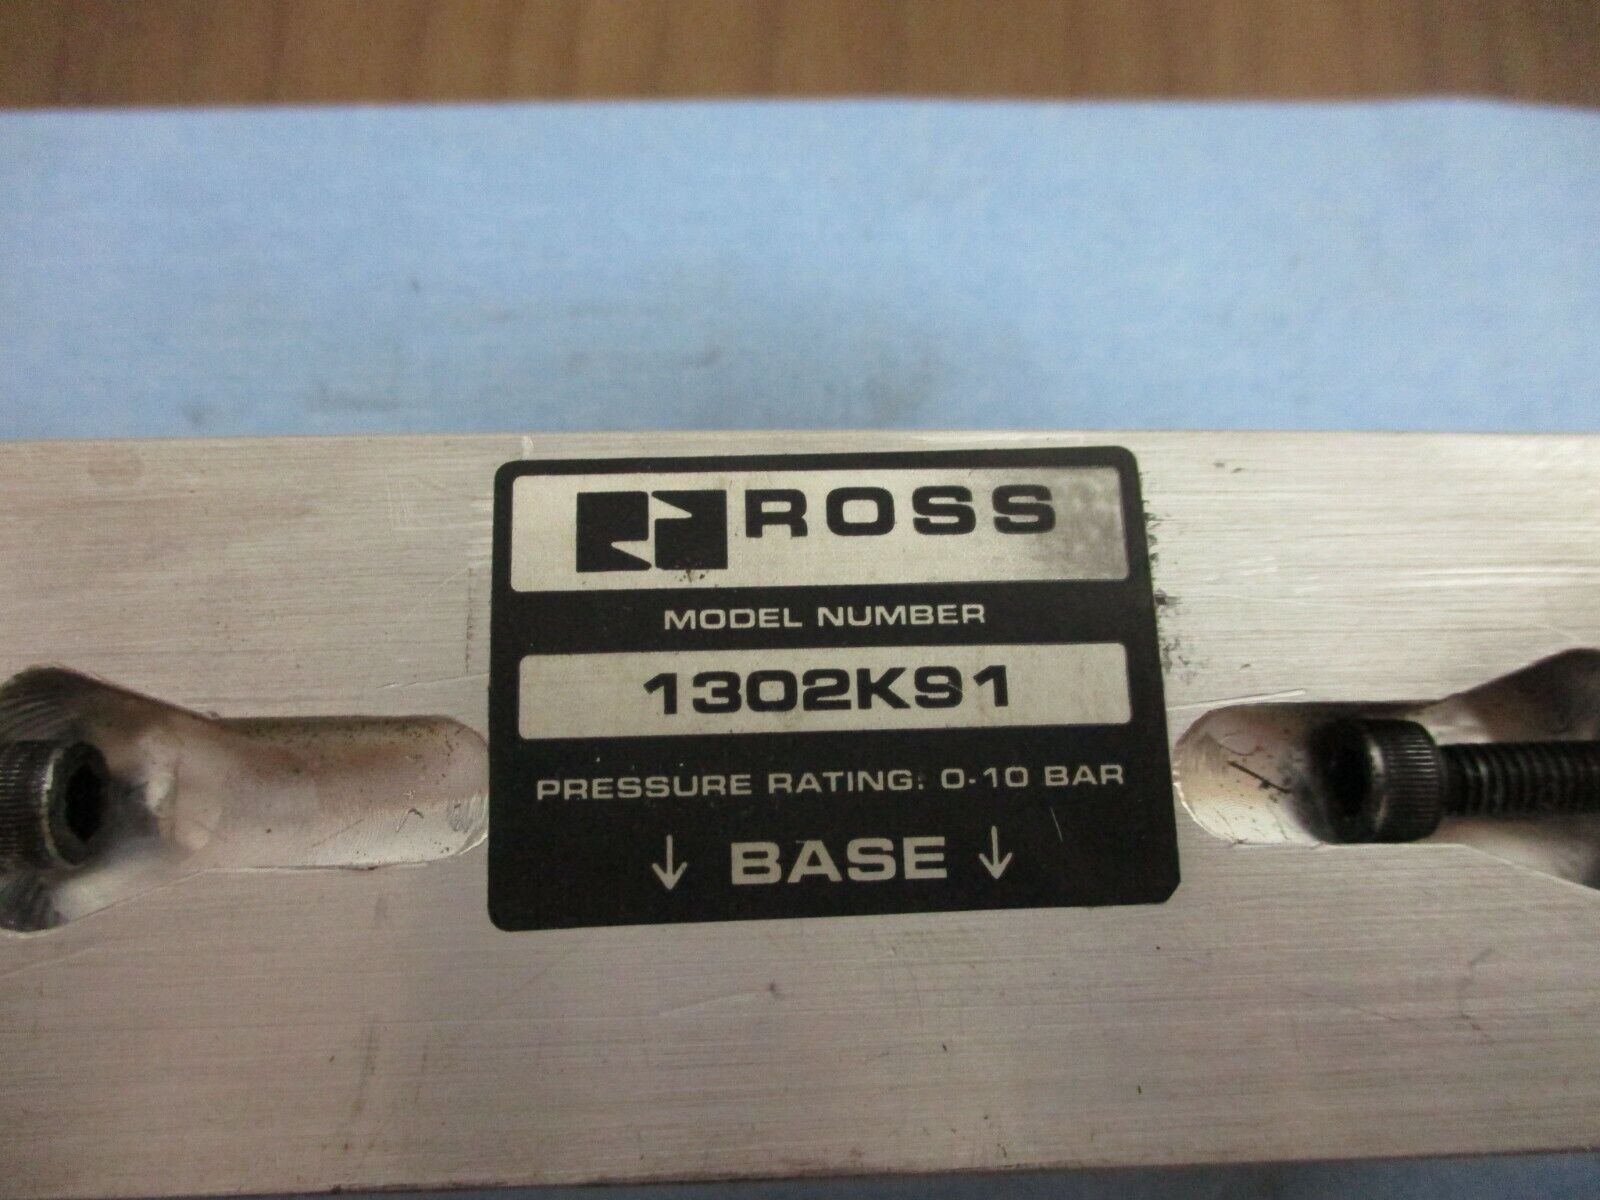 ROSS
MODEL NUMBER
1302K91
PRESSURE RATING: 0-10 BAR
↓ BASE ↓